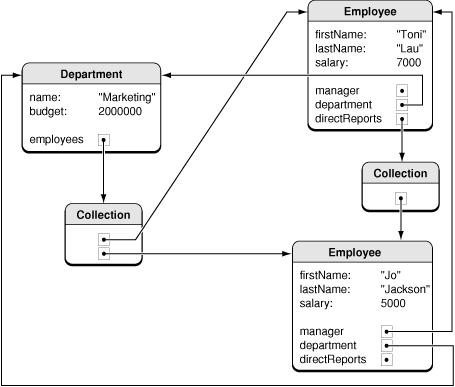 Employee
firstName: "Toni"
lastName: "Lau"
salary: 7000
manager
department
directReports
Department
name: "Marketing"
budget: 2000000
employees
Collection
Collection
Employee
firstName: "Jo"
lastName: "Jackson"
salary: 5000
manager
department
directReports